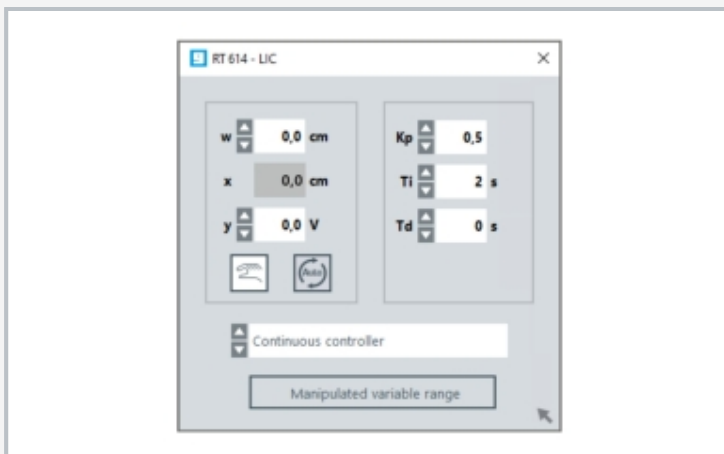 RT 614 - LIC
w 0,0 cm
x 0,0 cm
y 0,0 V
Auto
Kp 0,5
Ti 2 s
Td 0 s
Continuous controller
Manipulated variable range